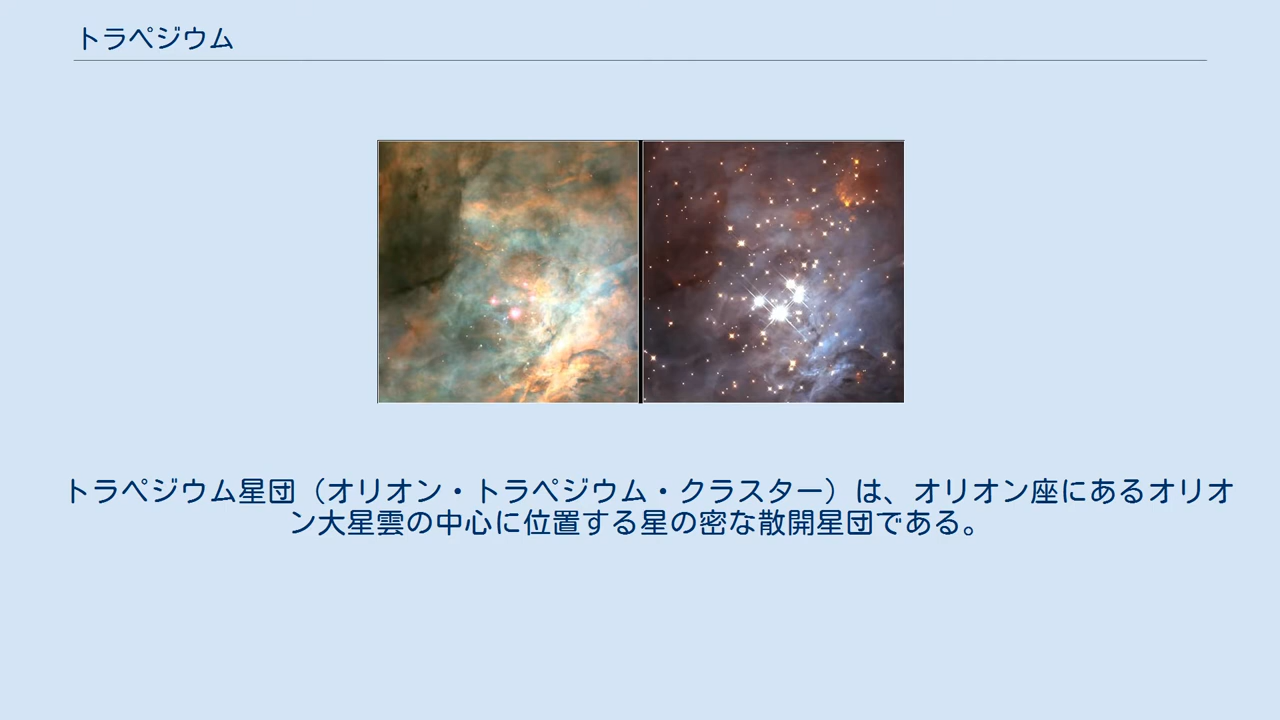 トラペジウム
トラペジウム星団（オリオン・トラペジウム・クラスター）は、オリオン座にあるオリオ
ン大星雲の中心に位置する星の密な散開星団である。